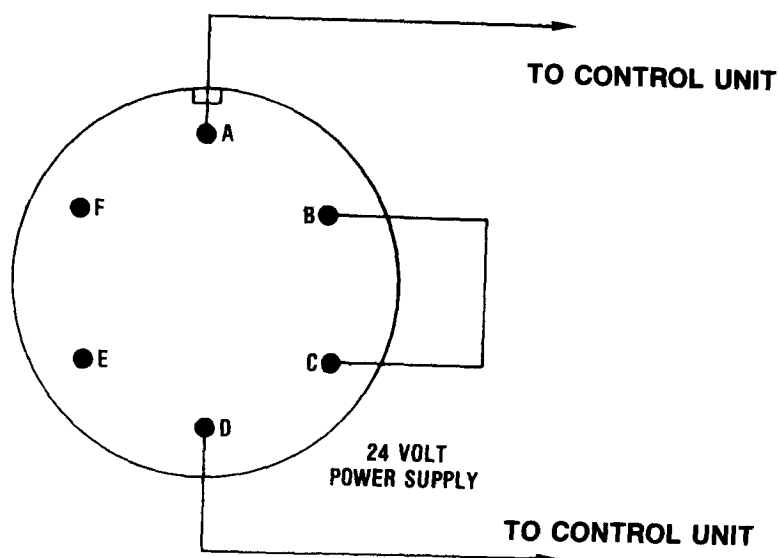 TO CONTROL UNIT
A
F
B
E
C
D
24 VOLT
POWER SUPPLY
TO CONTROL UNIT